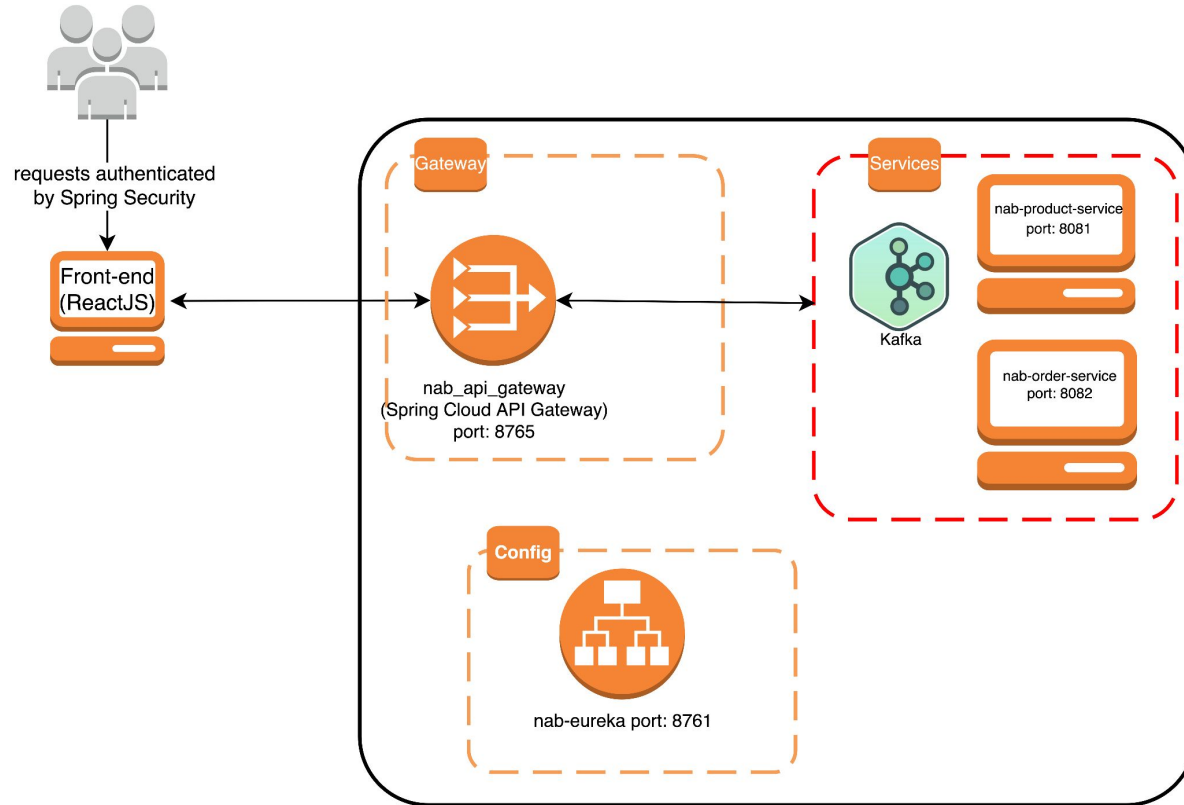 requests authenticated
by Spring Security
Front-end
(ReactJS)
Gateway
nab_api_gateway
(Spring Cloud API Gateway)
port: 8765
Services
Kafka
nab-product-service
port: 8081
nab-order-service
port: 8082
Config
nab-eureka port: 8761